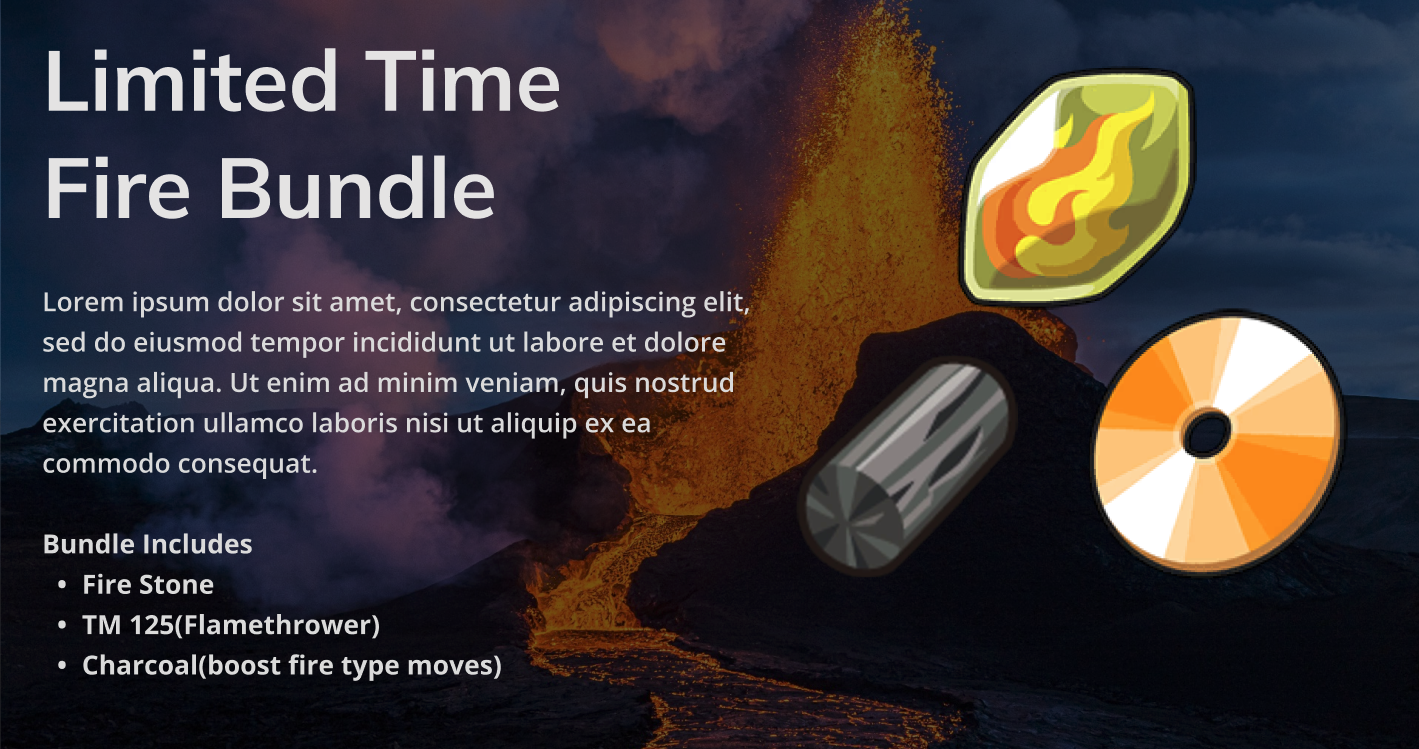 Limited Time
Fire Bundle
Lorem ipsum dolor sit amet, consectetur adipiscing elit,
sed do eiusmod tempor incididunt ut labore et dolore
magna aliqua. Ut enim ad minim veniam, quis nostrud
exercitation ullamco laboris nisi ut aliquip ex ea
commodo consequat.
Bundle Includes
• Fire Stone
• TM 125(Flamethrower)
• Charcoal(boost fire type moves)